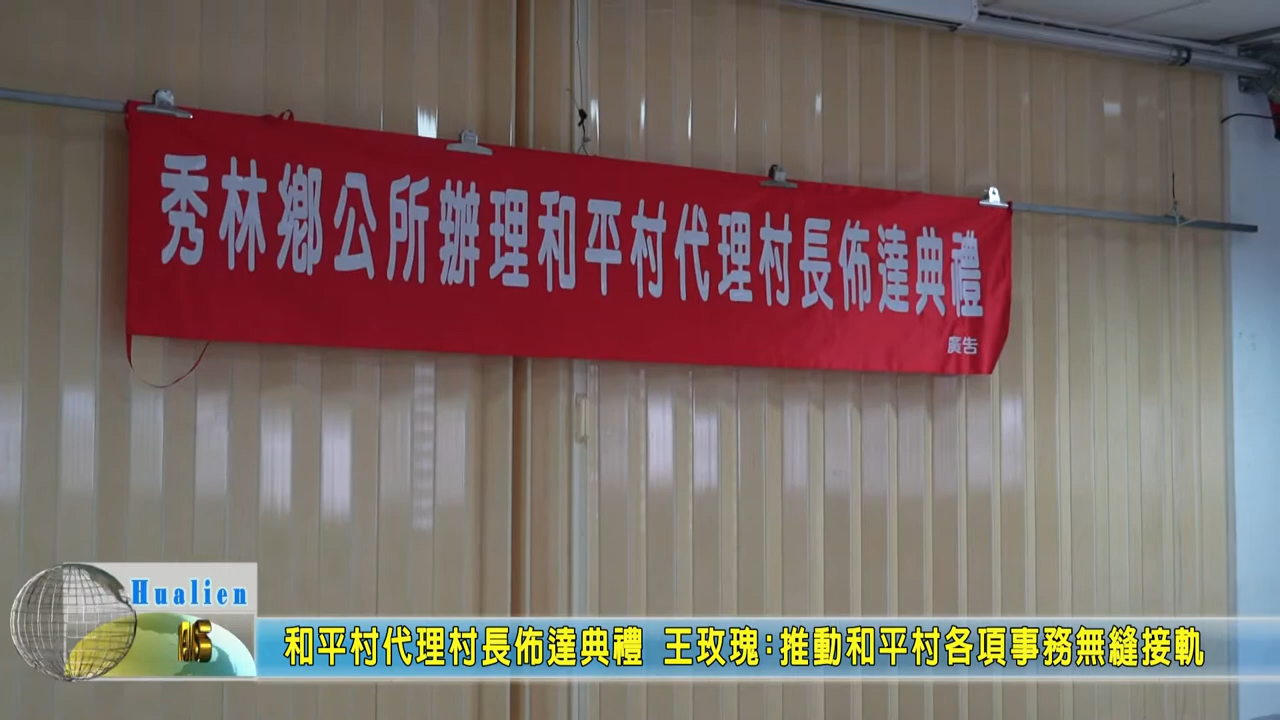 秀林鄉公所辦理和平村代理村長佈達典禮
廣告
Hualien
和平村代理村長佈達典禮 王玫瑰:推動和平村各項事務無縫接軌